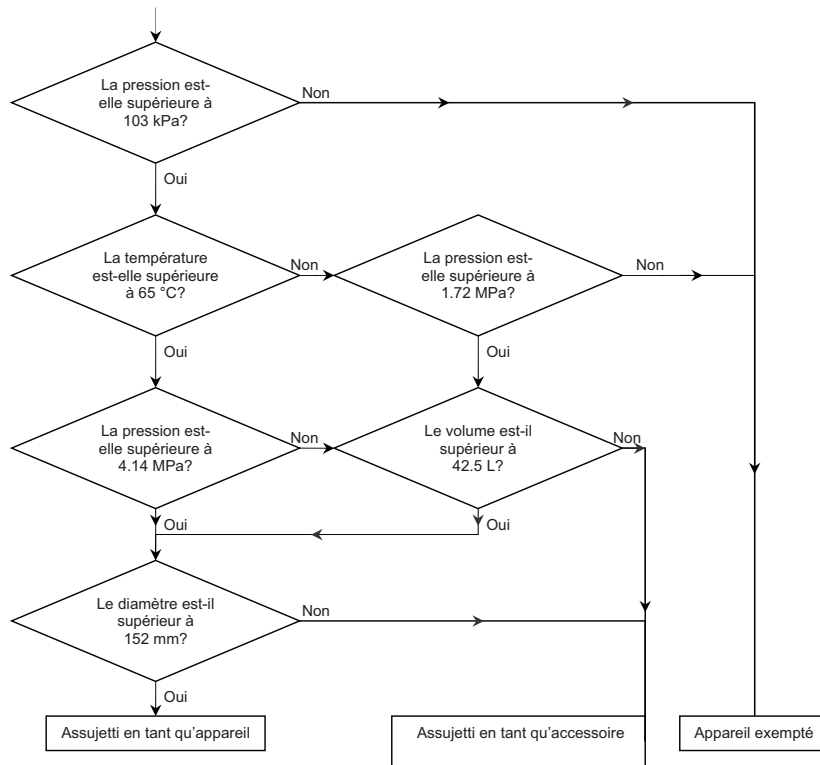 La pression est-
elle supérieure à
103 kPa?
Non
Oui
La température
est-elle supérieure
à 65 °C?
Non
La pression est-
elle supérieure à
1.72 MPa?
Non
Oui
Oui
La pression est-
elle supérieure à
4.14 MPa?
Non
Le volume est-il
supérieur à
42.5 L?
Non
Oui
Oui
Le diamètre est-il
supérieur à
152 mm?
Non
Oui
Assujetti en tant qu’appareil
Assujetti en tant qu’accessoire
Appareil exempté